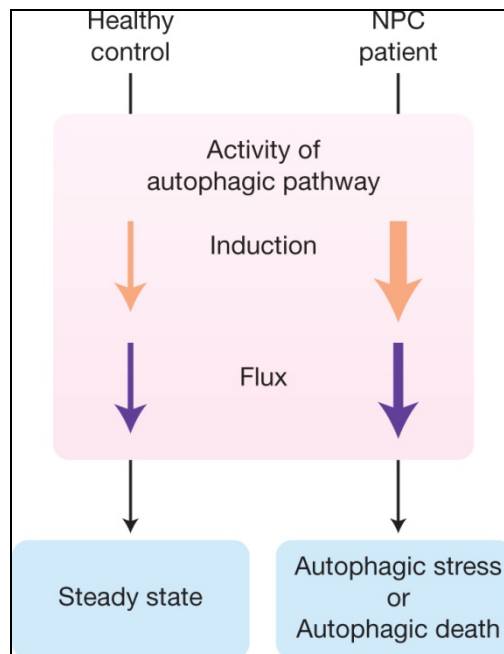 Healthy
control
NPC
patient
Activity of
autophagic pathway
Induction
Flux
Steady state
Autophagic stress
or
Autophagic death